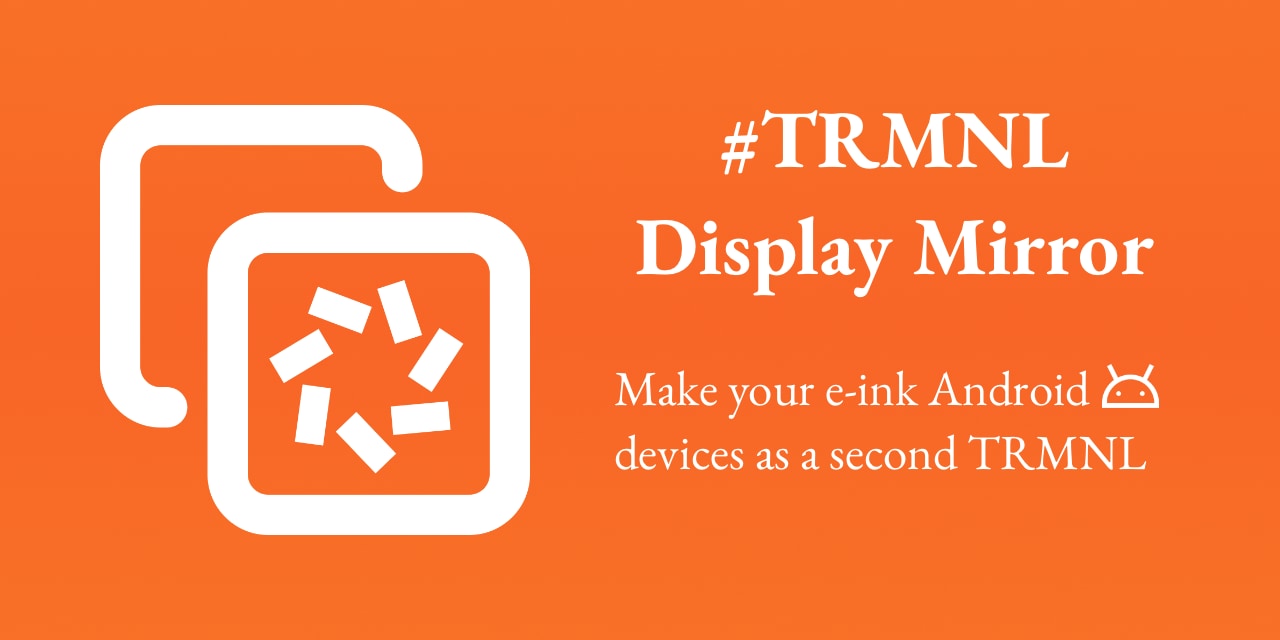 #TRMNL
Display Mirror
Make your e-ink Android
devices as a second TRMNL